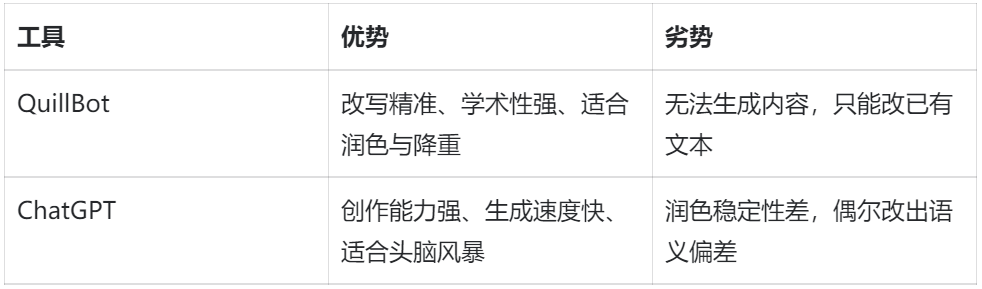 工具 优势 劣势
QuillBot 改写精准、学术性强、适合 无法生成内容，只能改已有
润色与降重 文本
ChatGPT 创作能力强、生成速度快、 润色稳定性差，偶尔改出语
适合头脑风暴 义偏差